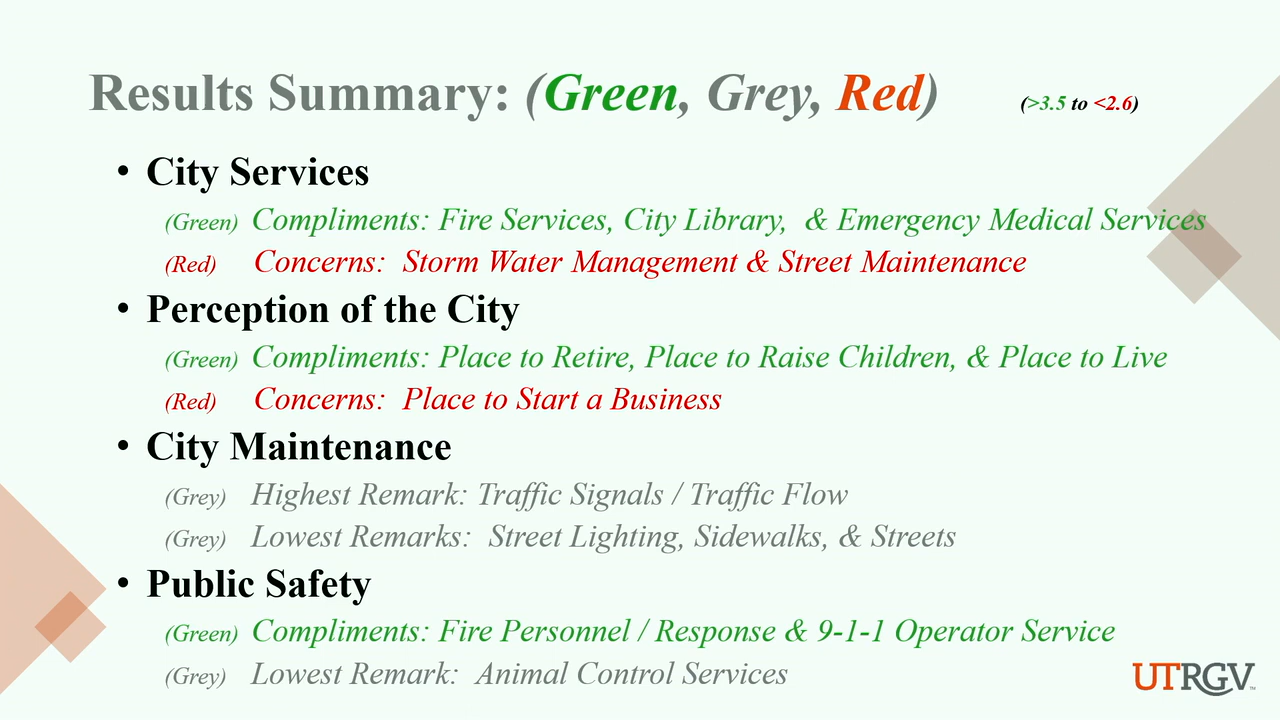 Results Summary: (Green, Grey, Red) (>3.5 to <2.6)
• City Services
(Green) Compliments: Fire Services, City Library, & Emergency Medical Services
(Red) Concerns: Storm Water Management & Street Maintenance
• Perception of the City
(Green) Compliments: Place to Retire, Place to Raise Children, & Place to Live
(Red) Concerns: Place to Start a Business
• City Maintenance
(Grey) Highest Remark: Traffic Signals / Traffic Flow
(Grey) Lowest Remarks: Street Lighting, Sidewalks, & Streets
• Public Safety
(Green) Compliments: Fire Personnel / Response & 9-1-1 Operator Service
(Grey) Lowest Remark: Animal Control Services
UTRGV™